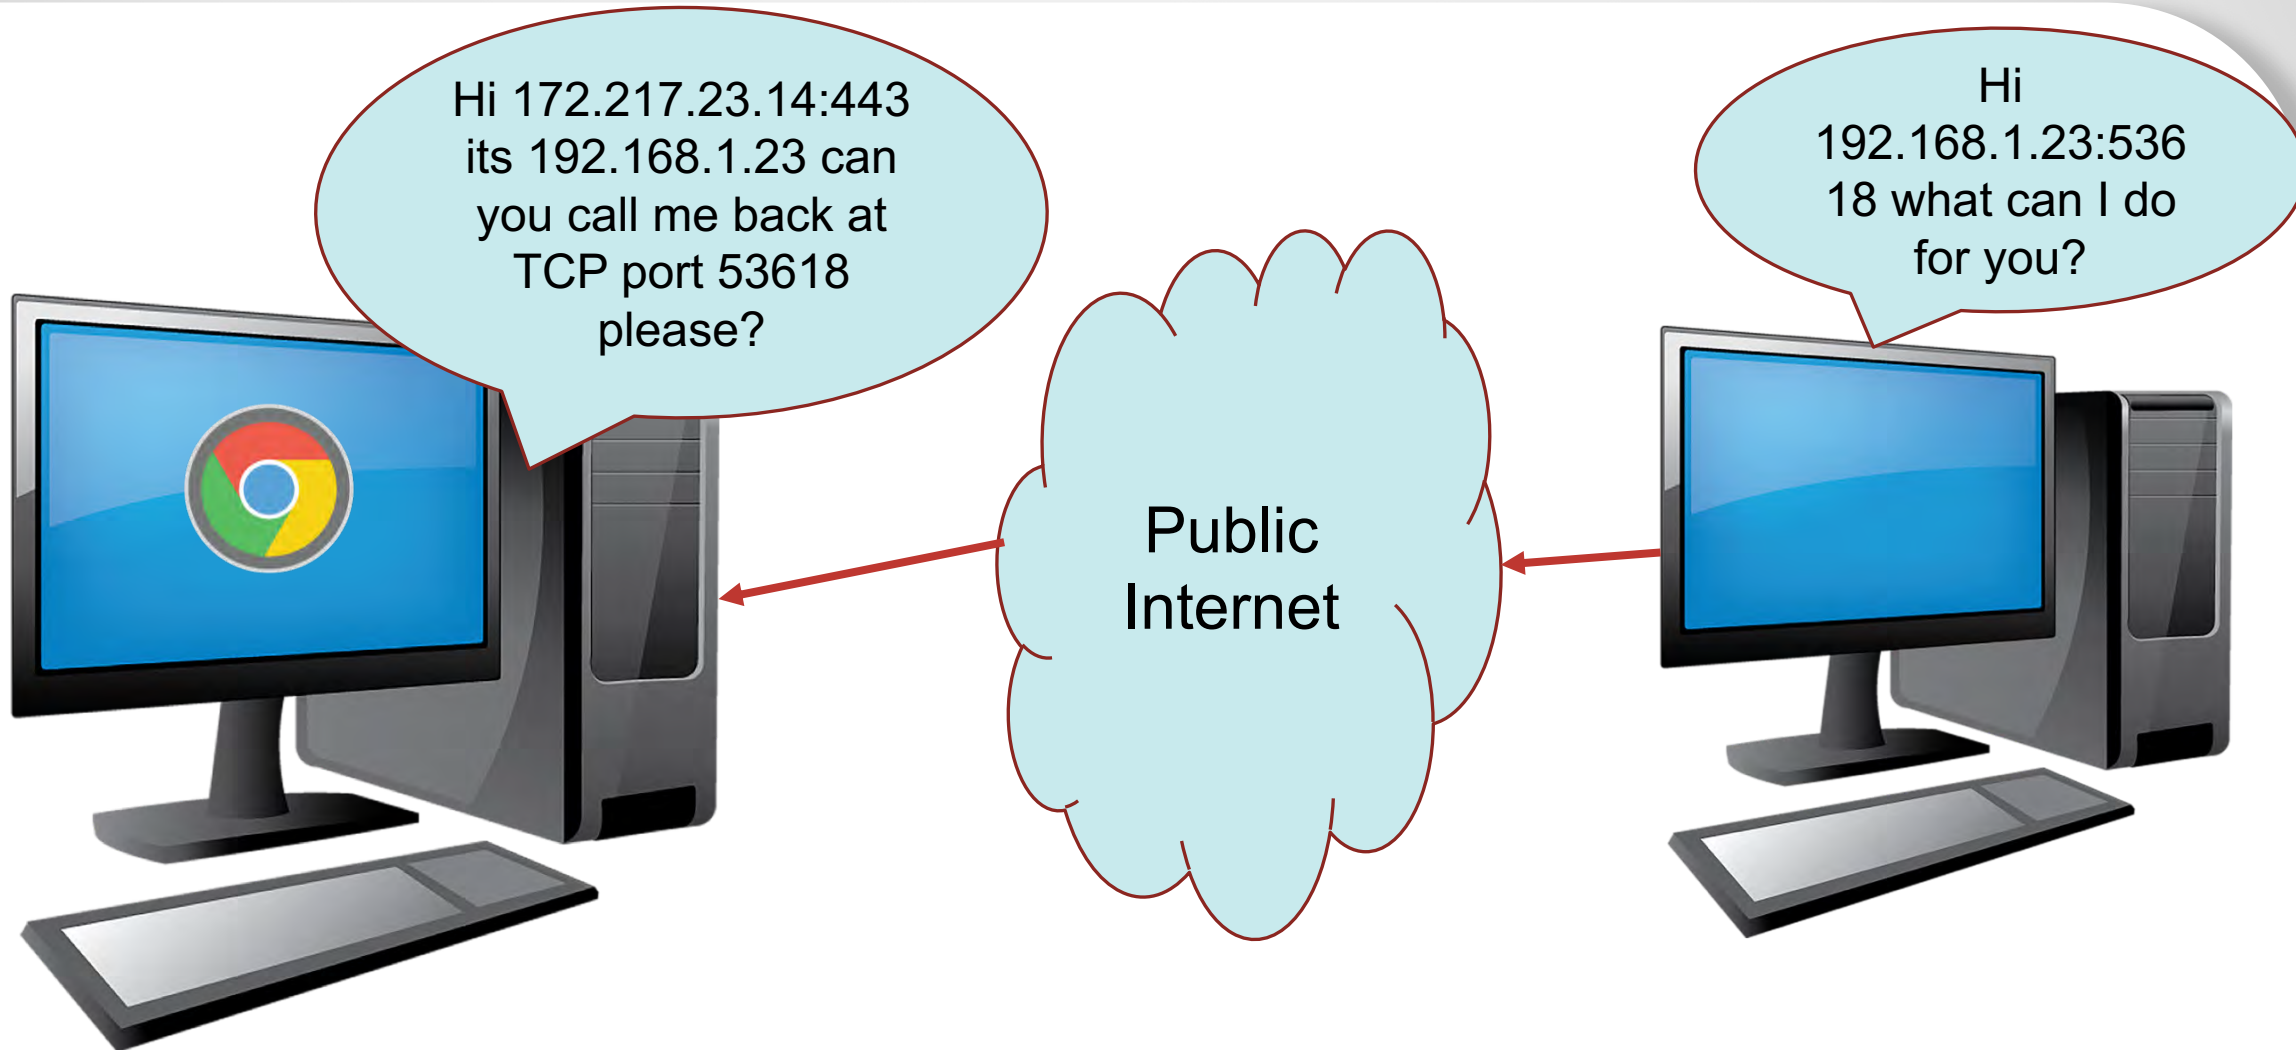 Hi 172.217.23.14:443
its 192.168.1.23 can
you call me back at
TCP port 53618
please?
Hi
192.168.1.23:536
18 what can I do
for you?
Public
Internet